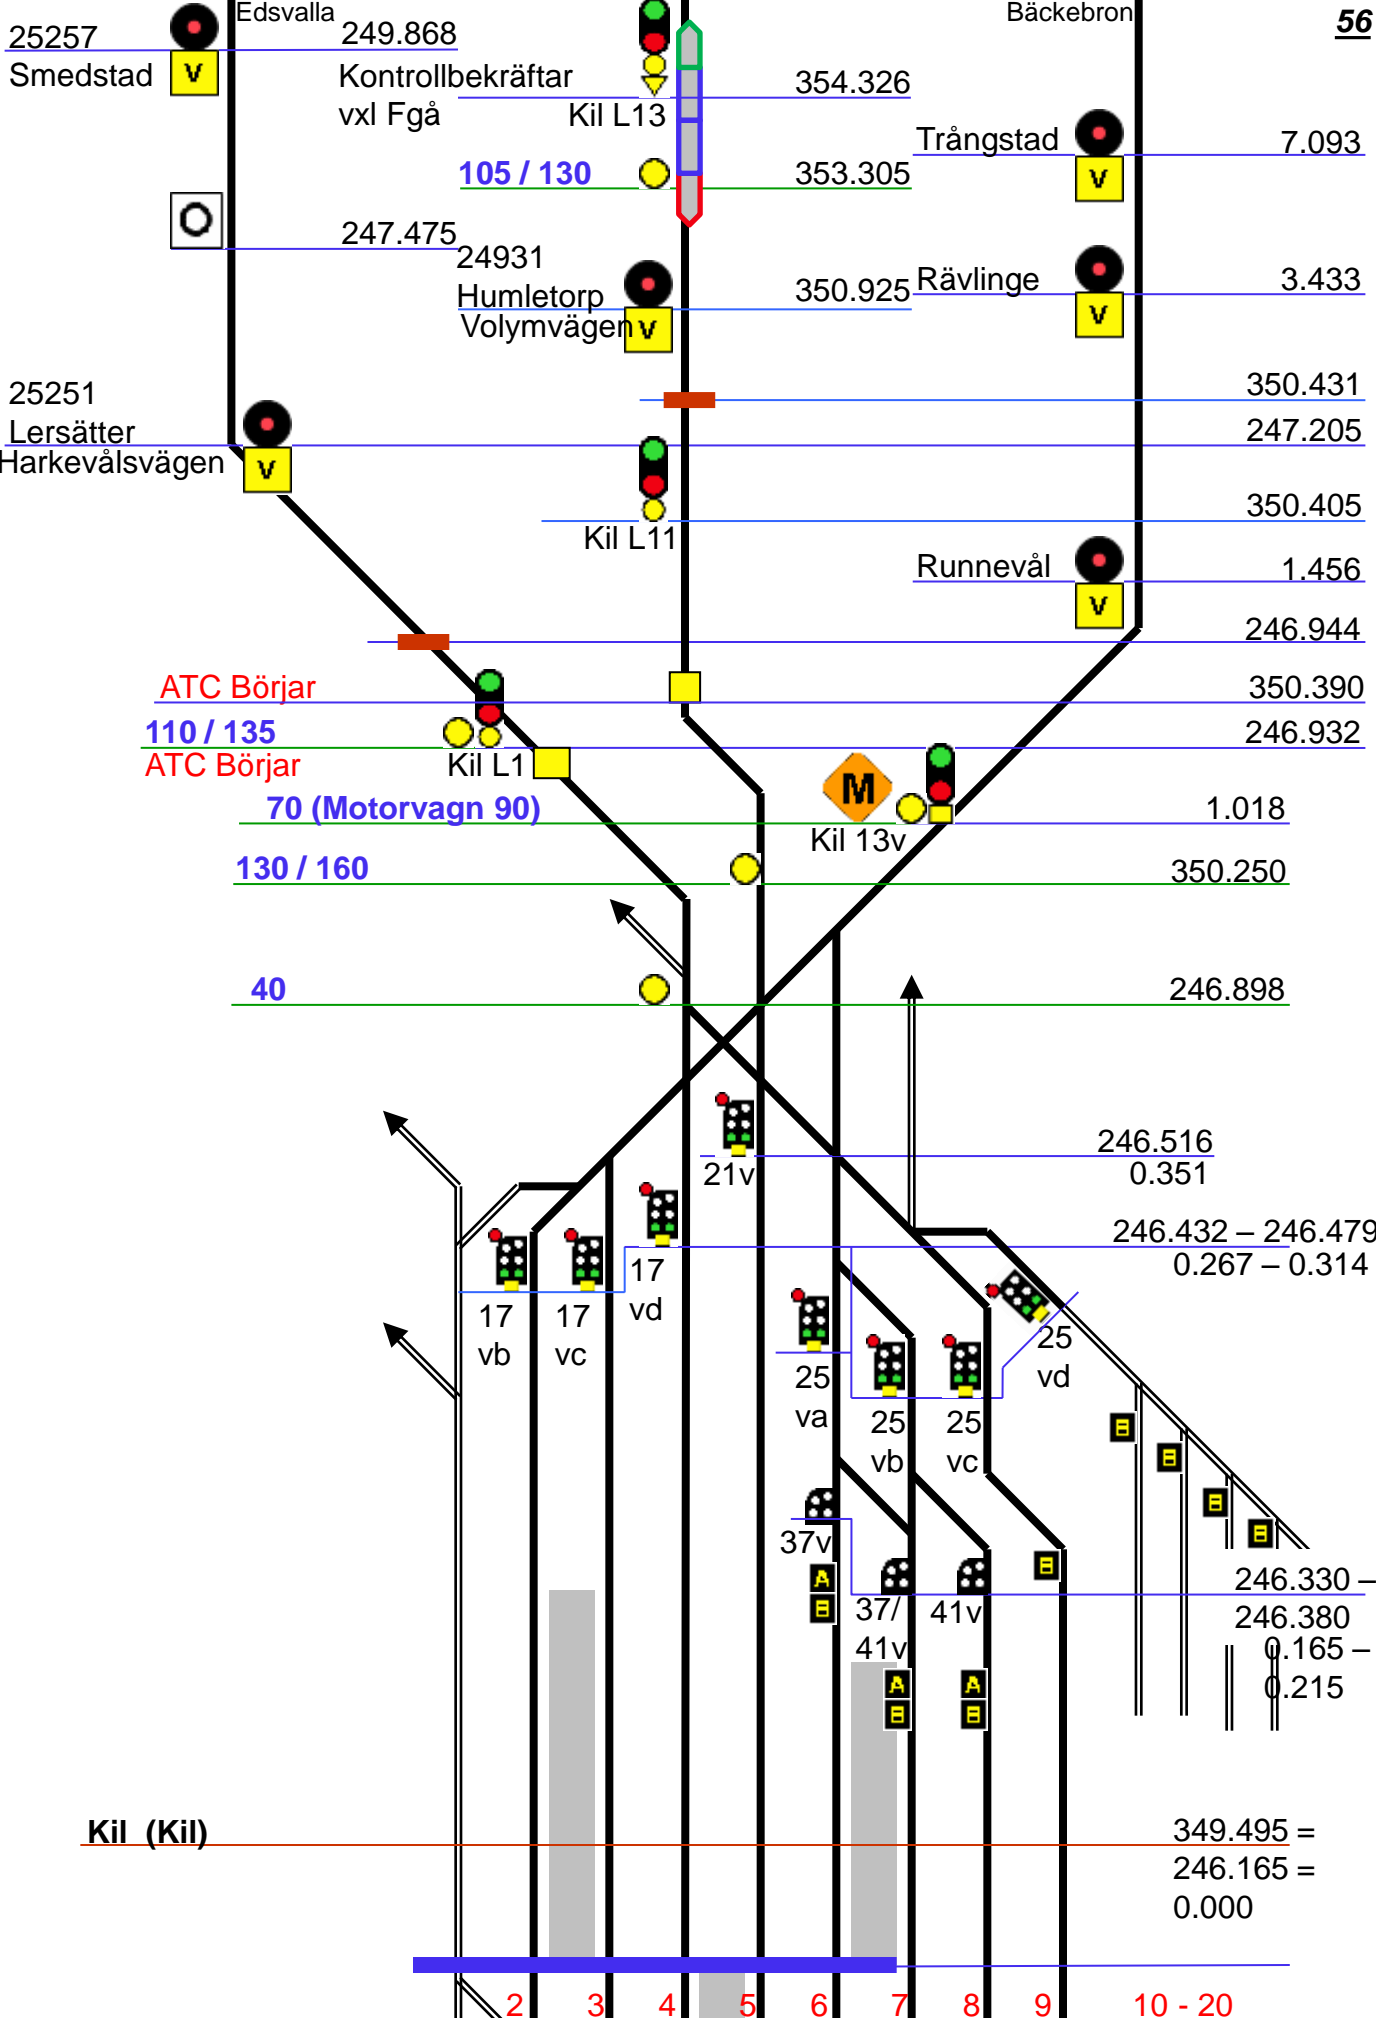 Edsvalla
Bäckebron
56
25257
249.868
Smedstad
V
Kontrollbekräftar
vxl Fgå
Kil L13
354.326
Trångstad
7.093
V
105 / 130
353.305
O
247.475
24931
Humletorp
Volymvägen
V
350.925
Rävlinge
3.433
V
350.431
25251
Lersätter
247.205
Harkevålsvägen
V
350.405
Kil L11
Runnevål
1.456
V
246.944
ATC Börjar
350.390
110 / 135
246.932
ATC Börjar
Kil L1
M
70 (Motorvagn 90)
1.018
Kil 13v
130 / 160
350.250
40
246.898
246.516
21v
0.351
246.432 – 246.479
0.267 – 0.314
17
vd
17
vb
17
vc
25
vd
25
va
25
vb
25
vc
B
B
B
B
37v
A
B
B
246.330 –
246.380
37/
41v
41v
0.165 –
0.215
A
B
A
B
Kil (Kil)
349.495 =
246.165 =
0.000
2 3 4 5 6 7 8 9 10 - 20